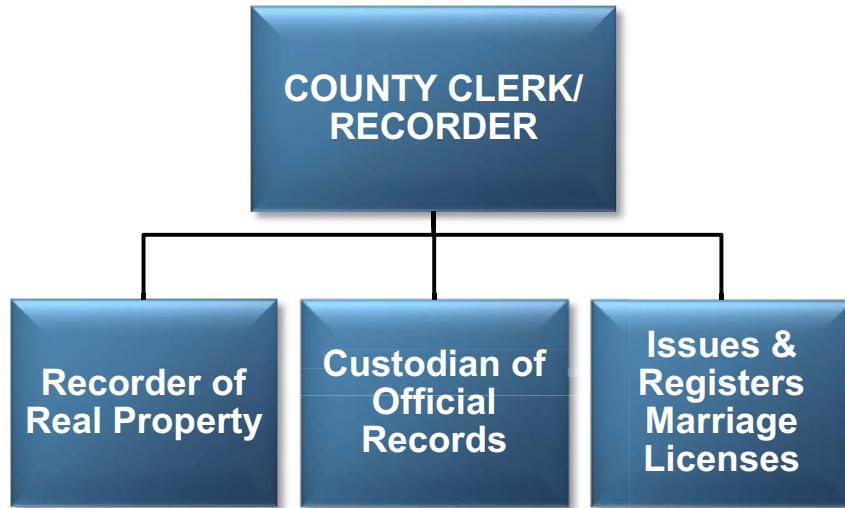 COUNTY CLERK/
RECORDER
Recorder of
Real Property
Custodian of
Official
Records
Issues &
Registers
Marriage
Licenses